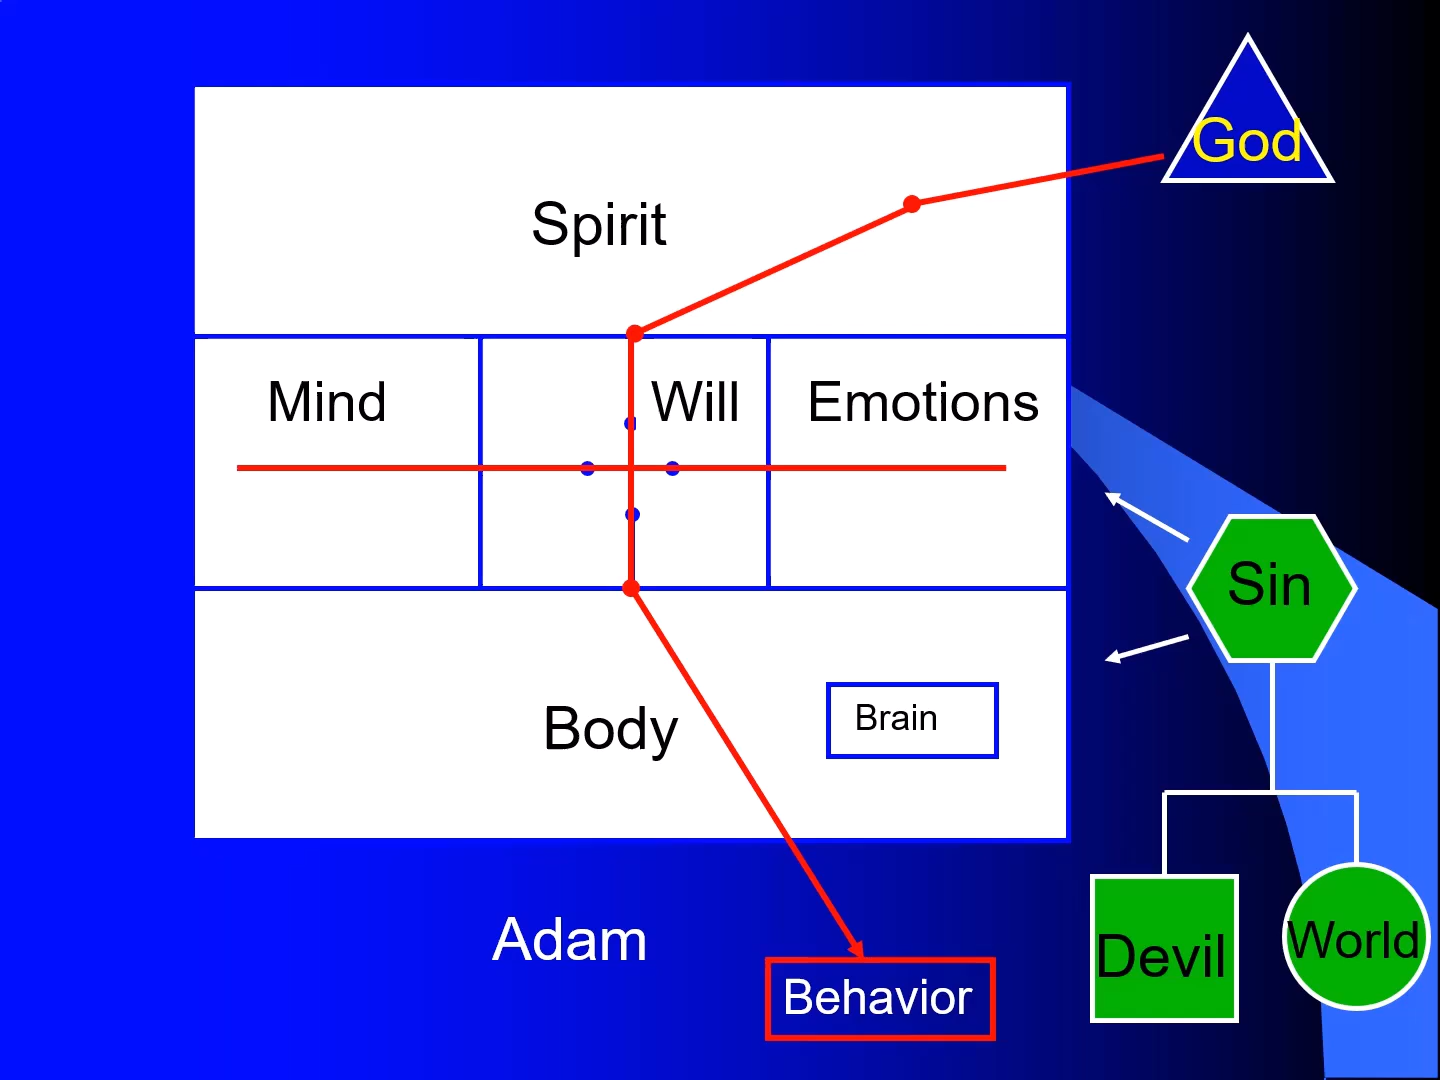 God
Spirit
Mind
Will
Emotions
Sin
Body
Brain
Adam
Devil
World
Behavior